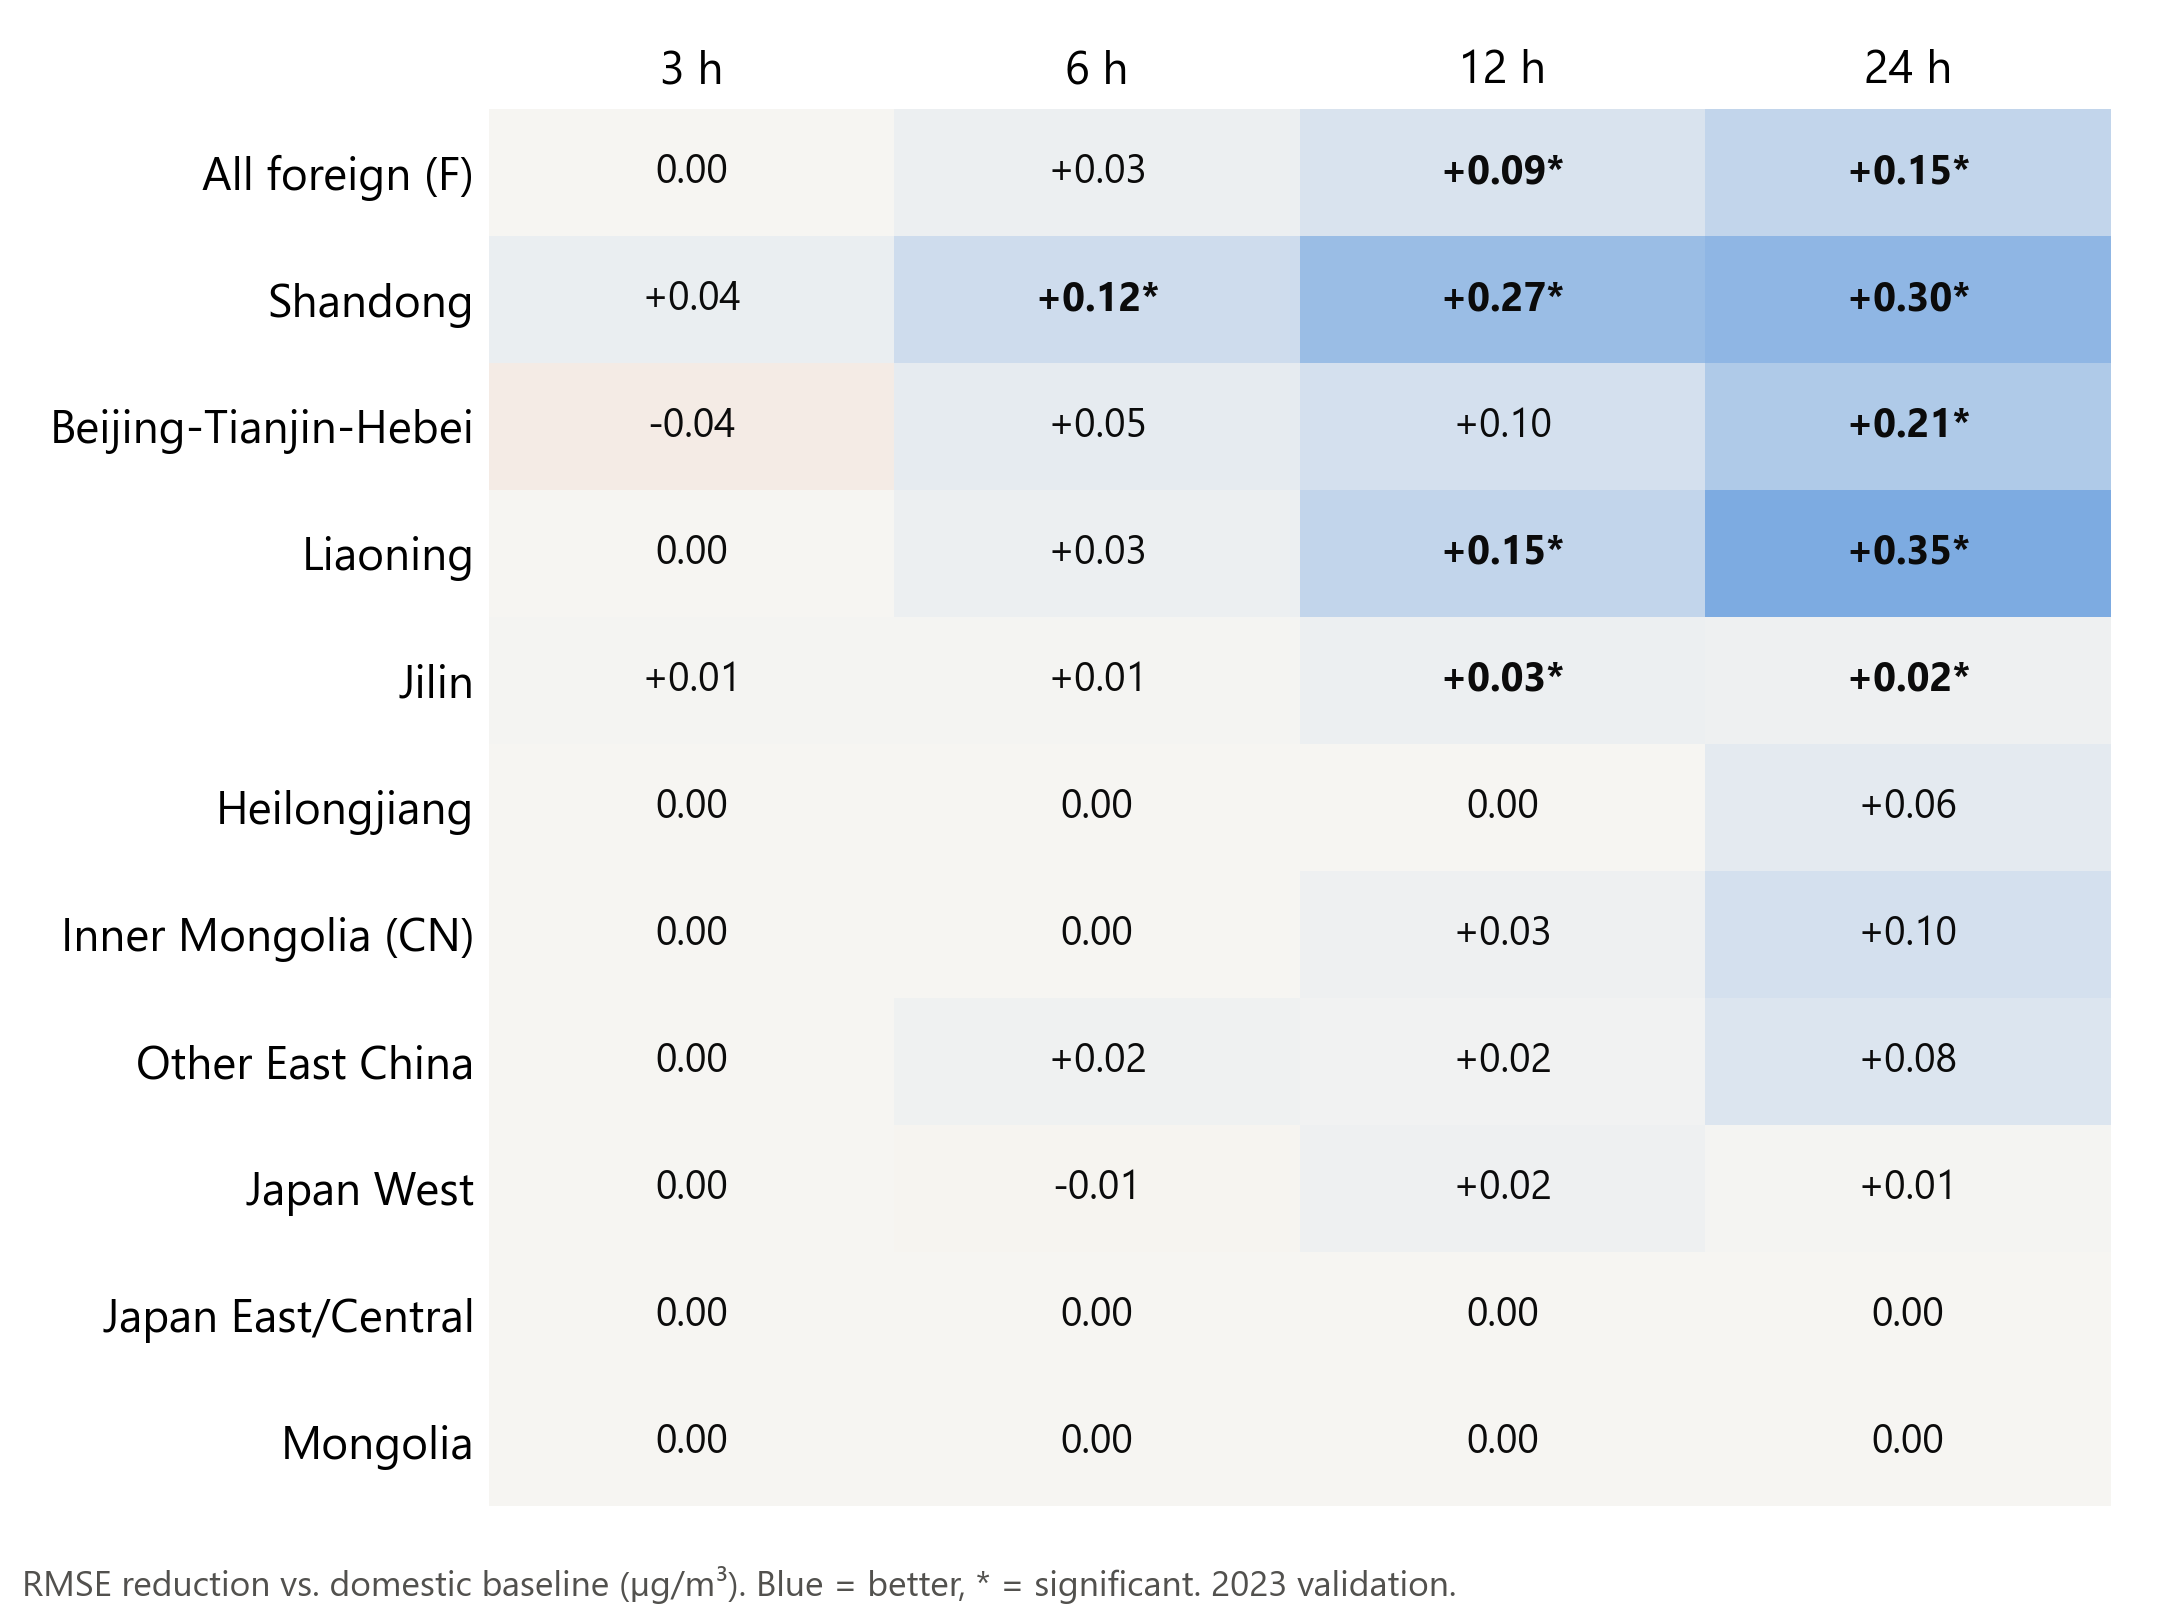 3 h 6 h 12 h 24 h
All foreign (F) 0.00 +0.03 +0.09* +0.15*
Shandong +0.04 +0.12* +0.27* +0.30*
Beijing-Tianjin-Hebei -0.04 +0.05 +0.10 +0.21*
Liaoning 0.00 +0.03 +0.15* +0.35*
Jilin +0.01 +0.01 +0.03* +0.02*
Heilongjiang 0.00 0.00 0.00 +0.06
Inner Mongolia (CN) 0.00 0.00 +0.03 +0.10
Other East China 0.00 +0.02 +0.02 +0.08
Japan West 0.00 -0.01 +0.02 +0.01
Japan East/Central 0.00 0.00 0.00 0.00
Mongolia 0.00 0.00 0.00 0.00
RMSE reduction vs. domestic baseline (µg/m³). Blue = better, * = significant. 2023 validation.